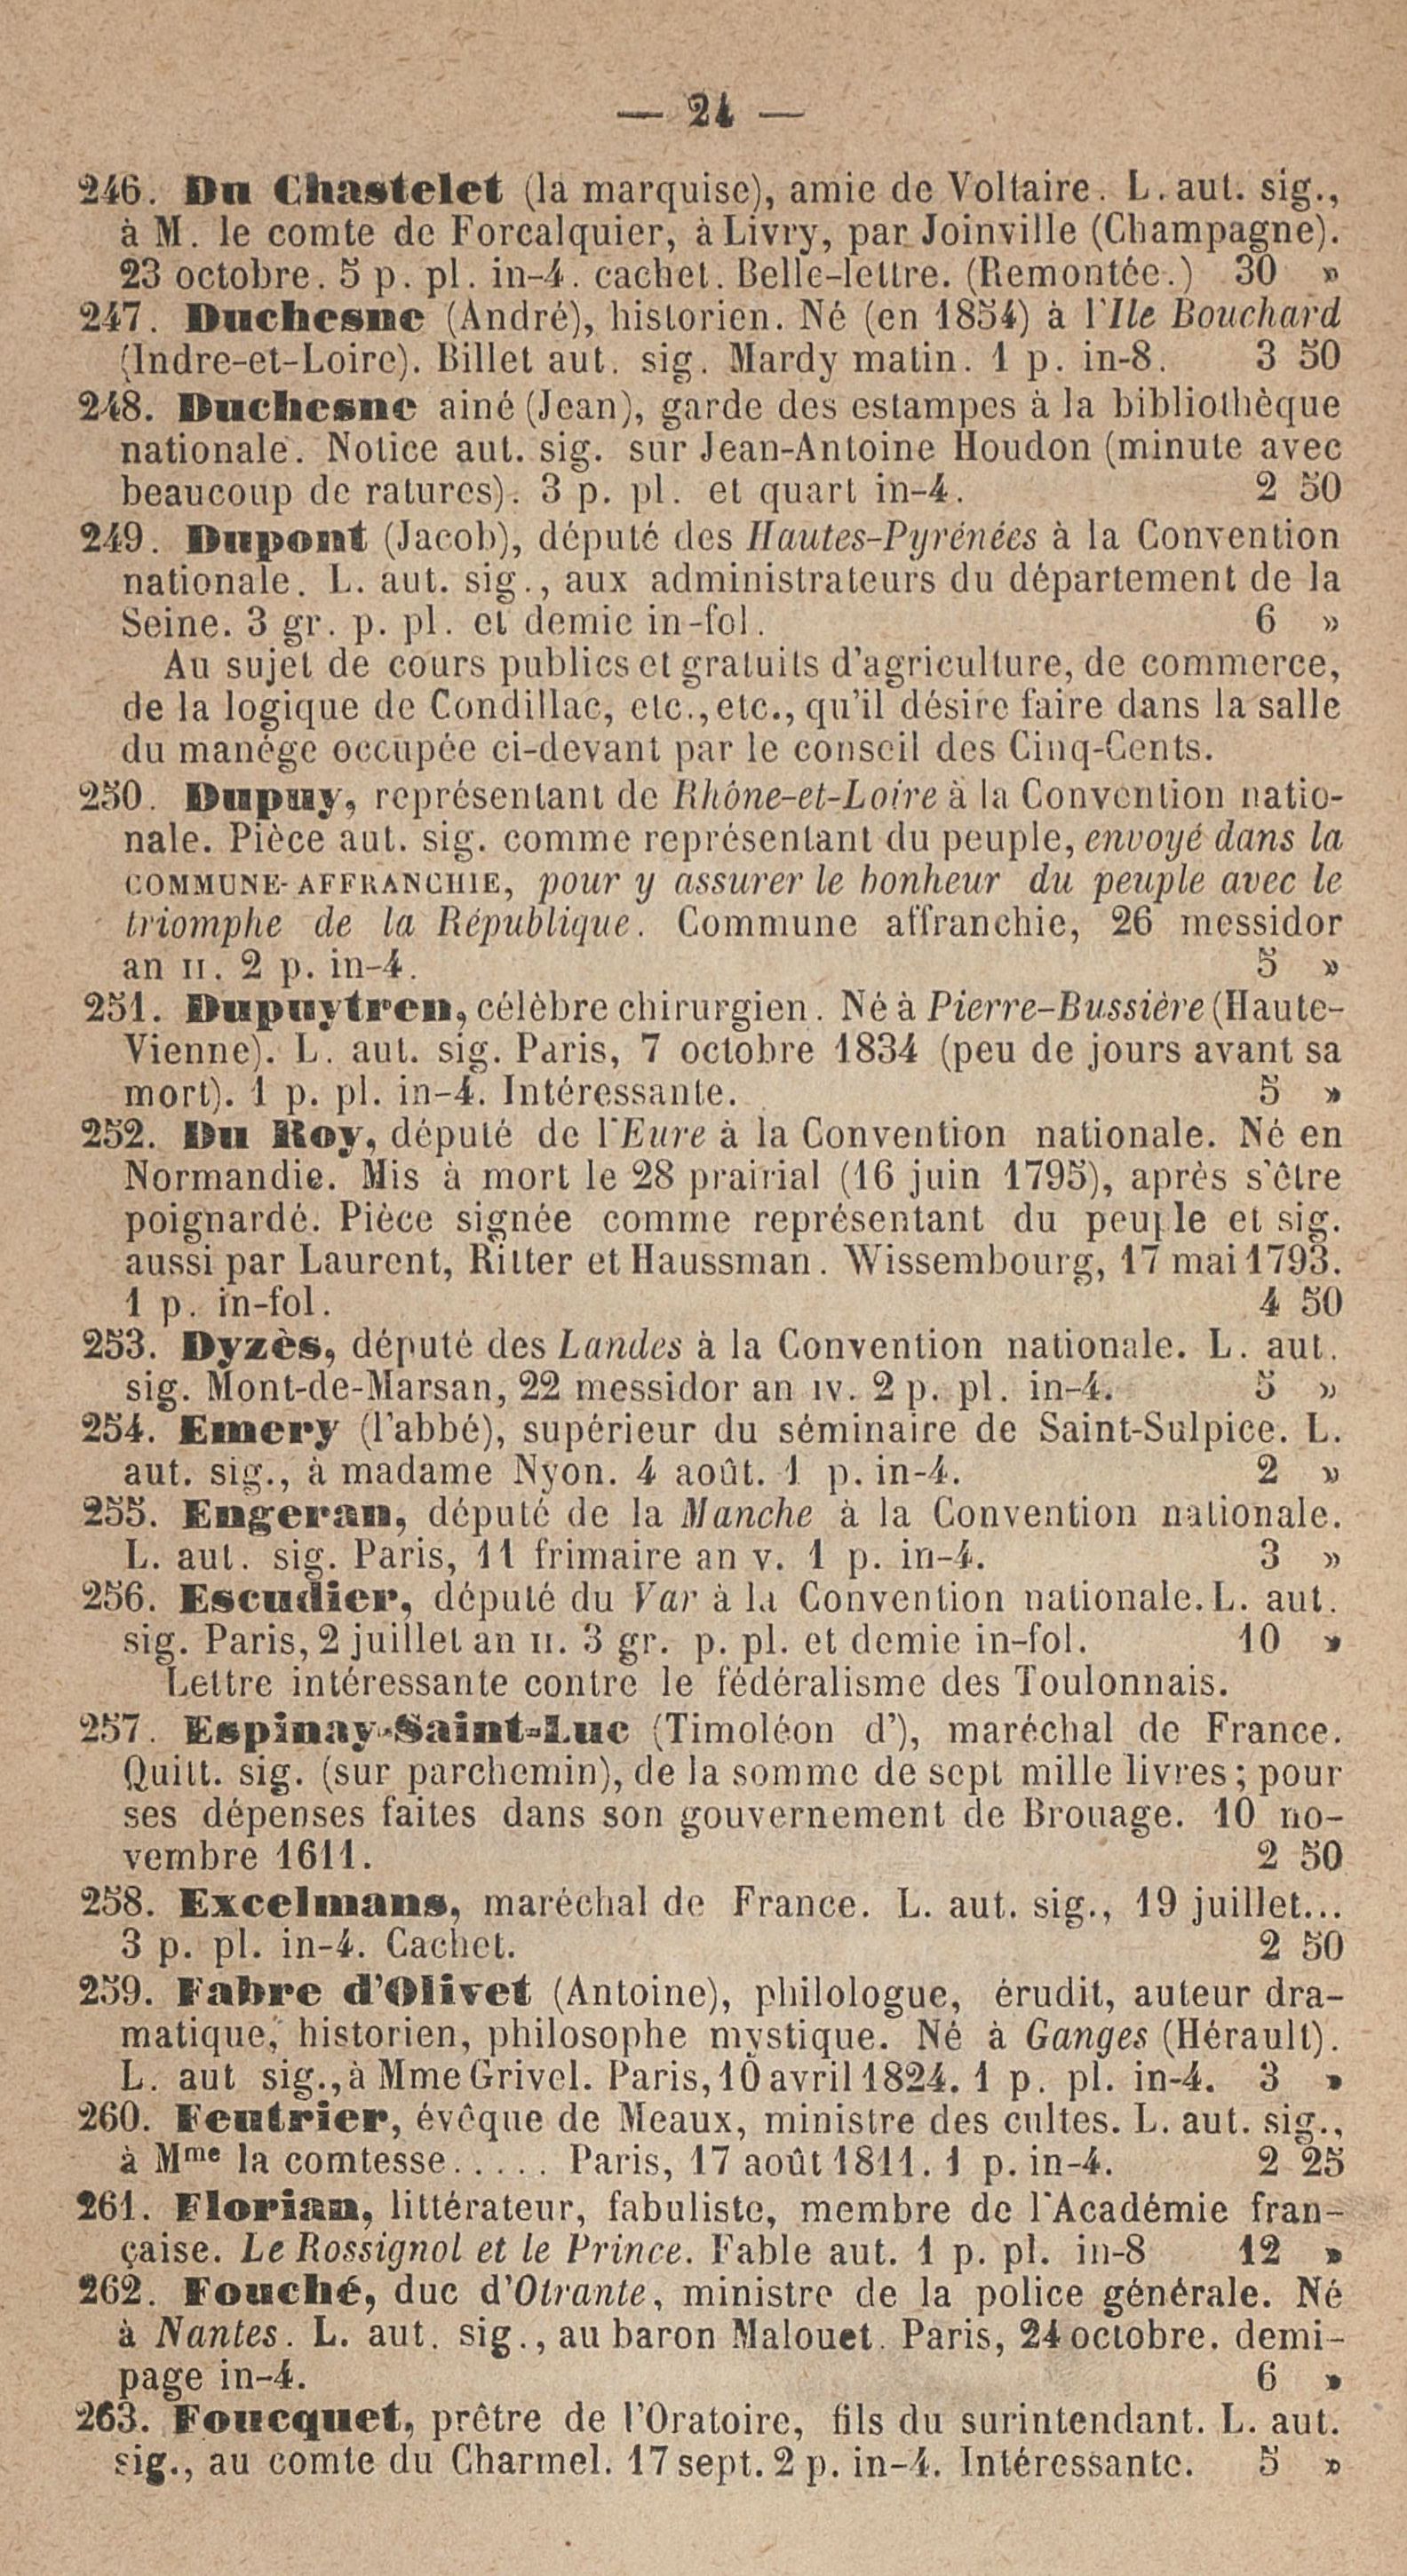 — 24 —
246. Du Chastelet (la marquise), amie de Voltaire. L. aut. sig.,
à M. le comte de Forcalquier, à Livry, par Joinville (Champagne).
23 octobre. 5 p. pl. in-4. cachet. Belle-lettre. (Remontée.) 30 »
247. Duchesne (André), historien. Né (en 1854) à l'Ile Bouchard
(Indre-et-Loire). Billet aut. sig. Mardy matin. 1 p. in-8. 3 50
248. Duchesne ainé (Jean), garde des estampes à la bibliothèque
nationale. Notice aut. sig. sur Jean-Antoine Houdon (minute avec
beaucoup de ratures). 3 p. pl. et quart in-4. 2 50
249. Dupont (Jacob), député des Hautes-Pyrénées à la Convention
nationale. L. aut. sig., aux administrateurs du département de la
Seine. 3 gr. p. pl. et demie in-fol. 6 »
Au sujet de cours publics et gratuits d'agriculture, de commerce,
de la logique de Condillac, etc., etc., qu'il désire faire dans la salle
du manége occupée ci-devant par le conseil des Cinq-Cents.
250. Dupuy, représentant de Rhône-et-Loire à la Convention natio-
nale. Pièce aut. sig. comme représentant du peuple, envoyé dans la
COMMUNE-AFFRANCHIE, pour y assurer le bonheur du peuple avec le
triomphe de la République. Commune affranchie, 26 messidor
an II. 2 p. in-4. 5 »
251. Dupuytren, célèbre chirurgien. Né à Pierre-Bussière (Haute-
Vienne). L. aut. sig. Paris, 7 octobre 1834 (peu de jours avant sa
mort). 1 p. pl. in-4. Intéressante. 5 »
252. Du Roy, député de l'Eure à la Convention nationale. Né en
Normandie. Mis à mort le 28 prairial (16 juin 1795), après s'être
poignardé. Pièce signée comme représentant du peuple et sig.
aussi par Laurent, Ritter et Haussman. Wissembourg, 17 mai 1793.
1 p. in-fol. 4 50
253. Dyzès, député des Landes à la Convention nationale. L. aut.
sig. Mont-de-Marsan, 22 messidor an IV. 2 p. pl. in-4. 5 »
254. Emery (l'abbé), supérieur du séminaire de Saint-Sulpice. L.
aut. sig., à madame Nyon. 4 août. 1 p. in-4. 2 »
255. Engeran, député de la Manche à la Convention nationale.
L. aut. sig. Paris, 11 frimaire an V. 1 p. in-4. 3 »
256. Escudier, député du Var à la Convention nationale. L. aut.
sig. Paris, 2 juillet an II. 3 gr. p. pl. et demie in-fol. 10 »
Lettre intéressante contre le fédéralisme des Toulonnais.
257. Espinay-Saint-Luc (Timoléon d'), maréchal de France.
Quitt. sig. (sur parchemin), de la somme de sept mille livres; pour
ses dépenses faites dans son gouvernement de Brouage. 10 no-
vembre 1611. 2 50
258. Excelmans, maréchal de France. L. aut. sig., 19 juillet...
3 p. pl. in-4. Cachet. 2 50
259. Fabre d'Olivet (Antoine), philologue, érudit, auteur dra-
matique, historien, philosophe mystique. Né à Ganges (Hérault).
L. aut sig., à Mme Grivel. Paris, 10 avril 1824. 1 p. pl. in-4. 3 »
260. Feutrier, évêque de Meaux, ministre des cultes. L. aut. sig.,
à Mme la comtesse..... Paris, 17 août 1811. 1 p. in-4. 2 25
261. Florian, littérateur, fabuliste, membre de l'Académie fran-
çaise. Le Rossignol et le Prince. Fable aut. 1 p. pl. in-8 12 »
262. Fouché, duc d'Otrante, ministre de la police générale. Né
à Nantes. L. aut. sig., au baron Malouet. Paris, 24 octobre. demi-
page in-4. 6 »
263. Foucquet, prêtre de l'Oratoire, fils du surintendant. L. aut.
sig., au comte du Charmel. 17 sept. 2 p. in-4. Intéressante. 5 »